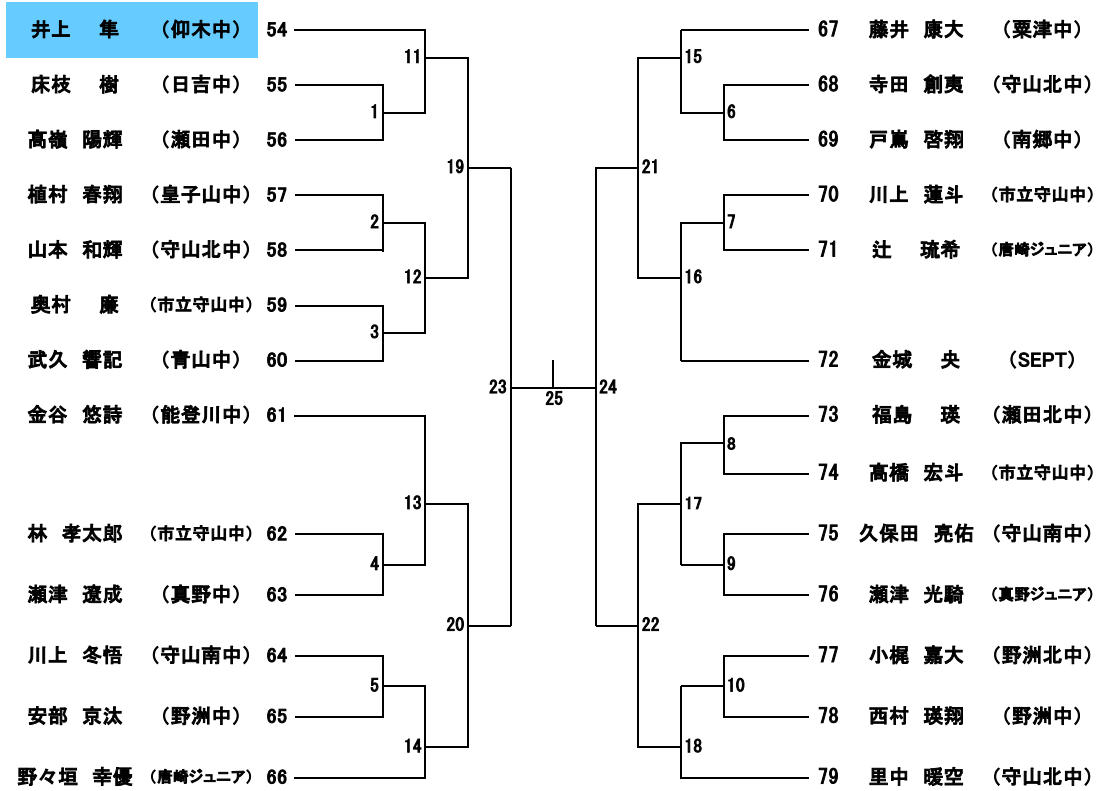 井上 隼 (仰木中) 54
床枝 樹 (日吉中) 55
高嶺 陽輝 (瀬田中) 56
植村 春翔 (皇子山中) 57
山本 和輝 (守山北中) 58
奥村 廉 (市立守山中) 59
武久 響記 (青山中) 60
金谷 悠詩 (能登川中) 61
林 孝太郎 (市立守山中) 62
瀬津 遼成 (真野中) 63
川上 冬悟 (守山南中) 64
安部 京汰 (野洲中) 65
野々垣 幸優 (唐崎ジュニア) 66
11
1
19
2
12
3
23
13
4
20
5
14
25
15
6
21
7
16
24
8
17
9
22
10
18
67 藤井 康大 (粟津中)
68 寺田 創夷 (守山北中)
69 戸嶌 啓翔 (南郷中)
70 川上 蓮斗 (市立守山中)
71 辻 琉希 (唐崎ジュニア)
72 金城 央 (SEPT)
73 福島 瑛 (瀬田北中)
74 高橋 宏斗 (市立守山中)
75 久保田 亮佑 (守山南中)
76 瀬津 光騎 (真野ジュニア)
77 小梶 嘉大 (野洲北中)
78 西村 瑛翔 (野洲中)
79 里中 暖空 (守山北中)